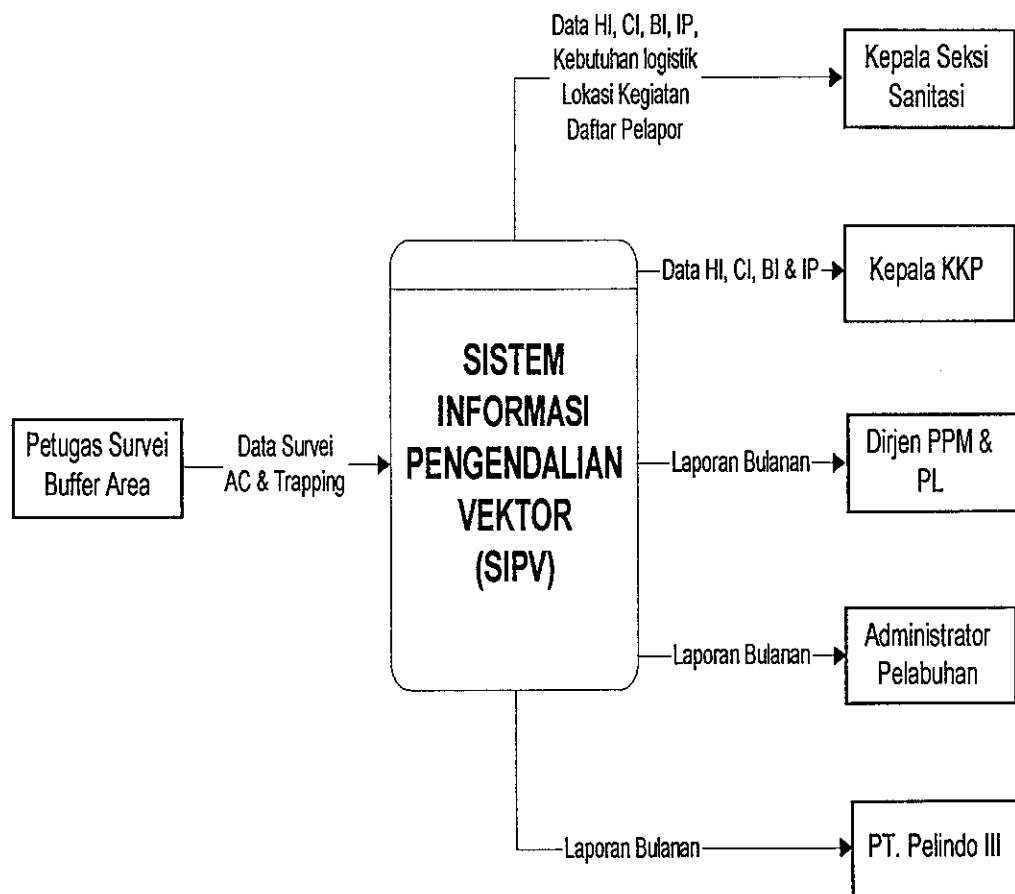 Data HI, CI, BI, IP,
Kebutuhan logistik
Lokasi Kegiatan
Daftar Pelapor
Kepala Seksi
Sanitasi
Data HI, CI, BI & IP
Kepala KKP
SISTEM
INFORMASI
PENGENDALIAN
VEKTOR
(SIPV)
Petugas Survei
Buffer Area
Data Survei
AC & Trapping
Laporan Bulanan
Dirjen PPM &
PL
Laporan Bulanan
Administrator
Pelabuhan
Laporan Bulanan
PT. Pelindo III